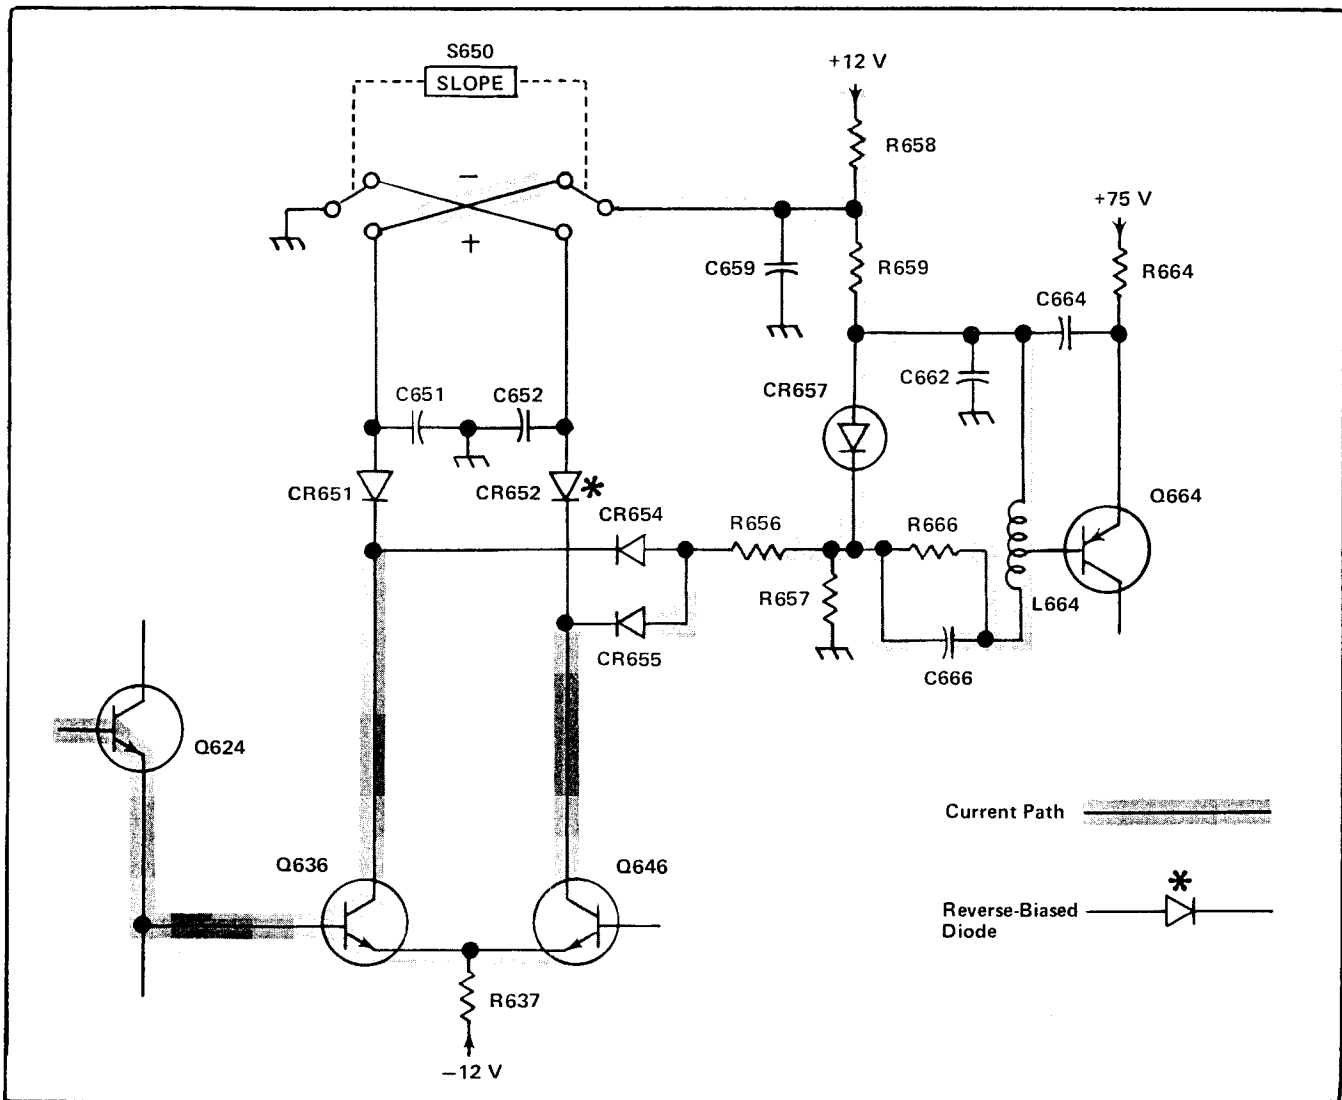 S650
SLOPE
+12 V
R658
−
+75 V
+
C659
R659
R664
C664
C662
CR657
C651
C652
CR651
CR652
*
CR654
Q664
R656
R666
R657
L664
CR655
C666
Q624
Current Path
Q636
Q646
*
Reverse-Biased
Diode
R637
−12 V